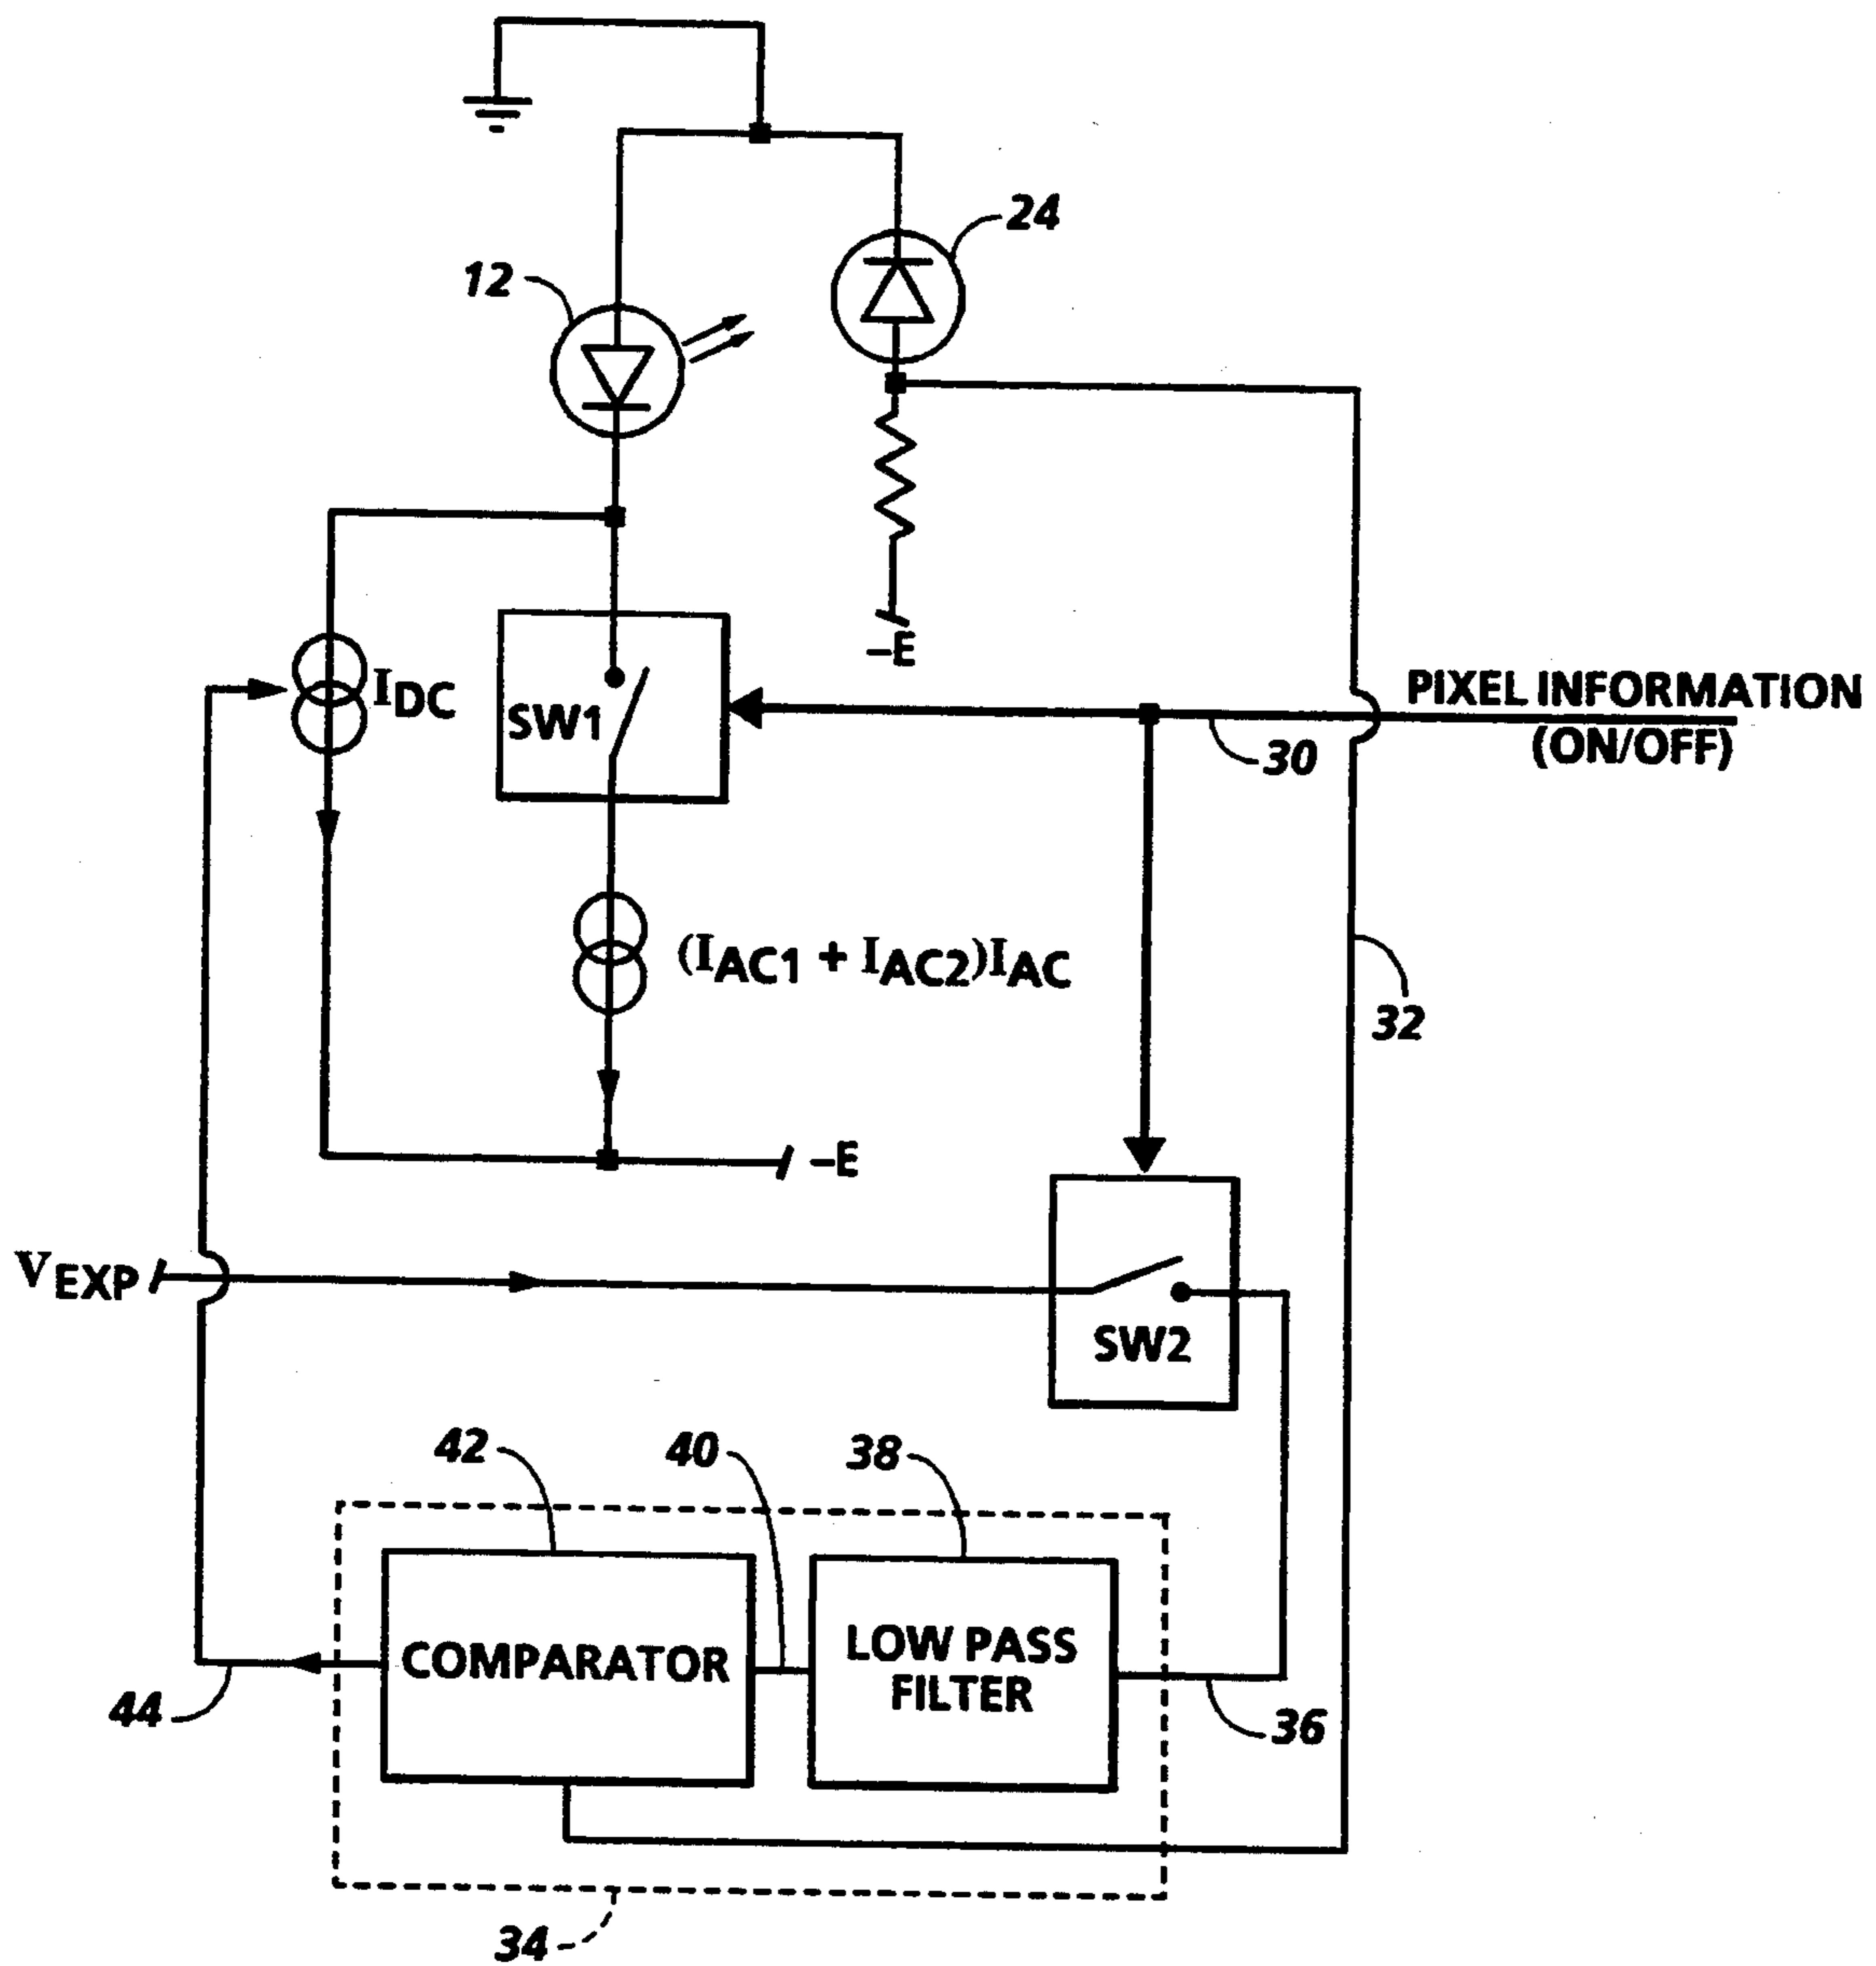 24
12
-E
IDC
SW1
PIXEL INFORMATION
(ON/OFF)
30
(IAC1 + IAC2)IAC
32
-E
VEXP
SW2
42
40
38
COMPARATOR
LOW PASS
FILTER
44
36
34